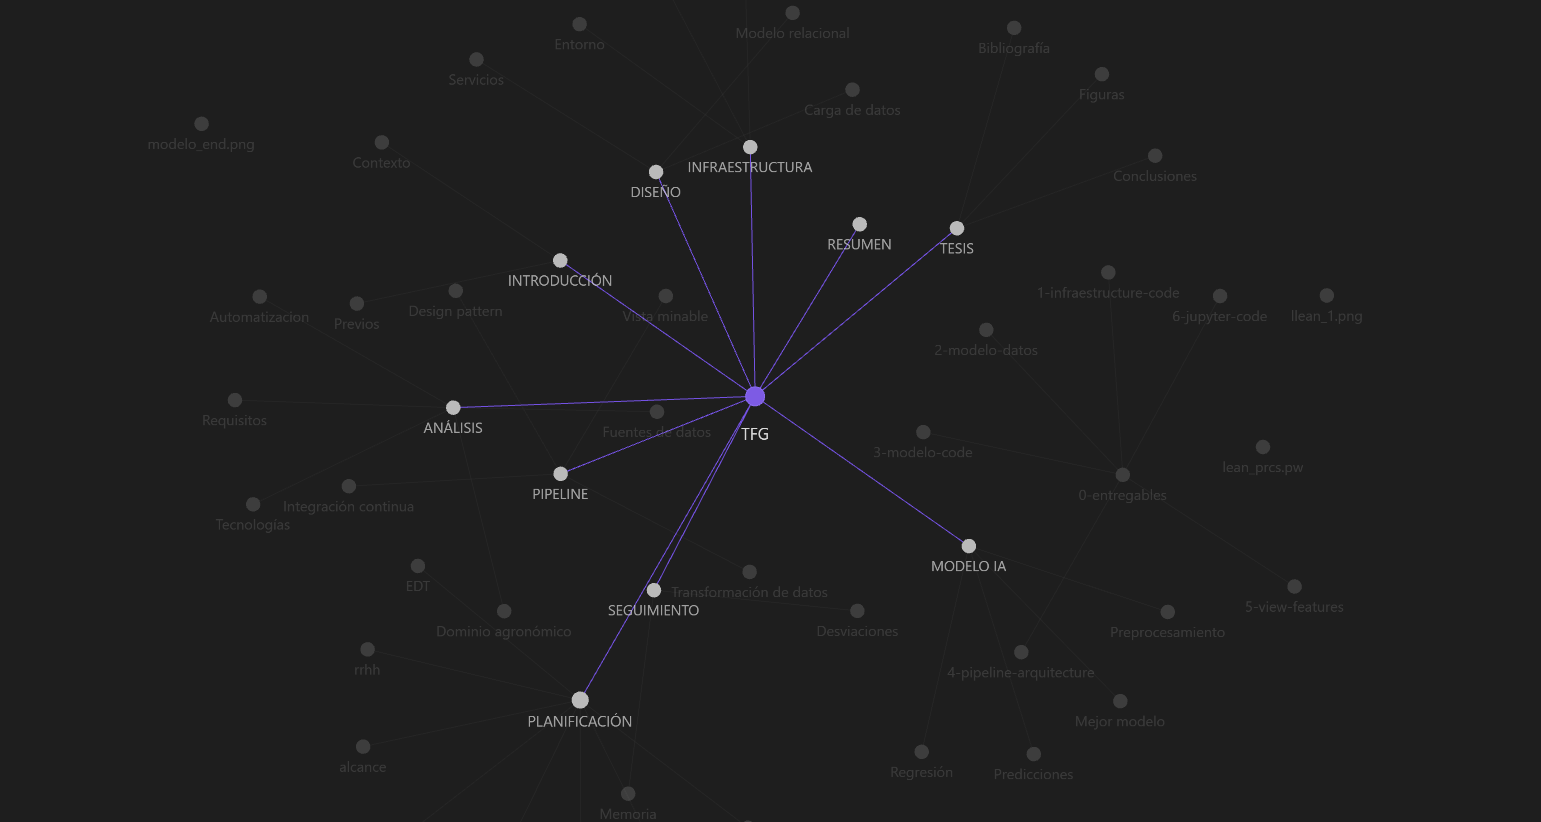 Modelo relacional
Entorno
Bibliografía
Servicios
Figuras
Carga de datos
modelo_end.png
Contexto
INFRAESTRUCTURA
Conclusiones
DISEÑO
RESUMEN
TESIS
INTRODUCCIÓN
1-infraestructure-code
Automatizacion
Previos
Design pattern
Vista minable
6-jupyter-code
llean_1.png
2-modelo-datos
Requisitos
ANÁLISIS
Fuentes de datos
TFG
3-modelo-code
lean_prcs.pw
PIPELINE
0-entregables
Integración continua
Tecnologías
MODELO IA
EDT
Transformación de datos
SEGUIMIENTO
5-view-features
Dominio agronómico
Desviaciones
Preprocesamiento
rrhh
4-pipeline-arquitecture
PLANIFICACIÓN
Mejor modelo
alcance
Regresión
Predicciones
Memoria